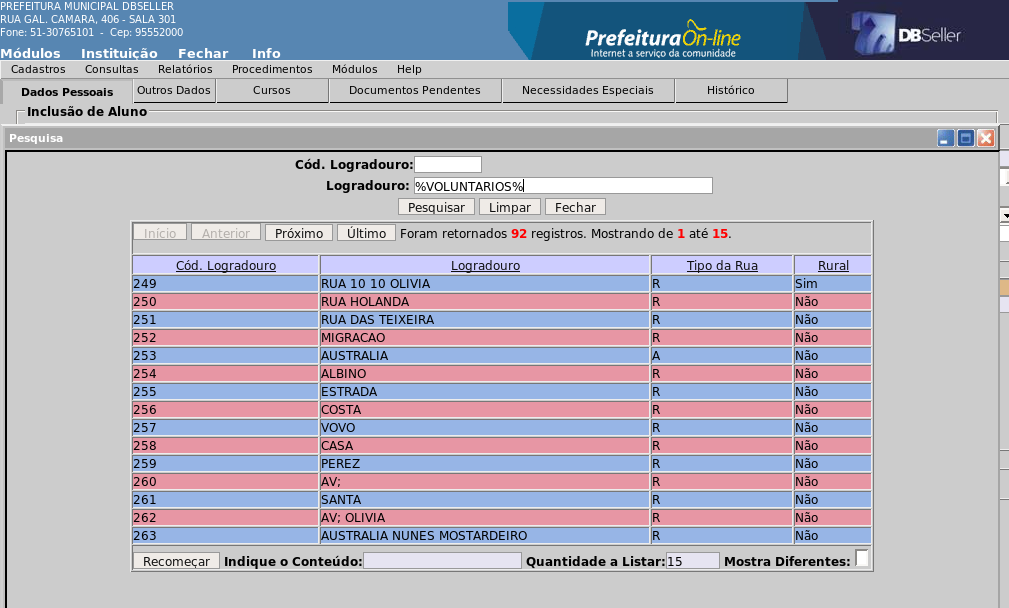 PREFEITURA MUNICIPAL DBSELLER
RUA GAL. CAMARA, 406 - SALA 301
Fone: 51-30765101 - Cep: 95552000
PrefeituraOn-line
Internet a serviço da comunidade
DBSeller
Módulos Instituição Fechar Info
Cadastros Consultas Relatórios Procedimentos Módulos Help
Dados Pessoais Outros Dados Cursos Documentos Pendentes Necessidades Especiais Histórico
Inclusão de Aluno
Pesquisa
Cód. Logradouro:
Logradouro: %VOLUNTARIOS%
Pesquisar Limpar Fechar
Início Anterior Próximo Último Foram retornados 92 registros. Mostrando de 1 até 15.
Cód. Logradouro Logradouro Tipo da Rua Rural
249 RUA 10 10 OLIVIA R Sim
250 RUA HOLANDA R Não
251 RUA DAS TEIXEIRA R Não
252 MIGRACAO R Não
253 AUSTRALIA A Não
254 ALBINO R Não
255 ESTRADA R Não
256 COSTA R Não
257 VOVO R Não
258 CASA R Não
259 PEREZ R Não
260 AV; R Não
261 SANTA R Não
262 AV; OLIVIA R Não
263 AUSTRALIA NUNES MOSTARDEIRO R Não
Recomeçar Indique o Conteúdo: Quantidade a Listar: 15 Mostra Diferentes: